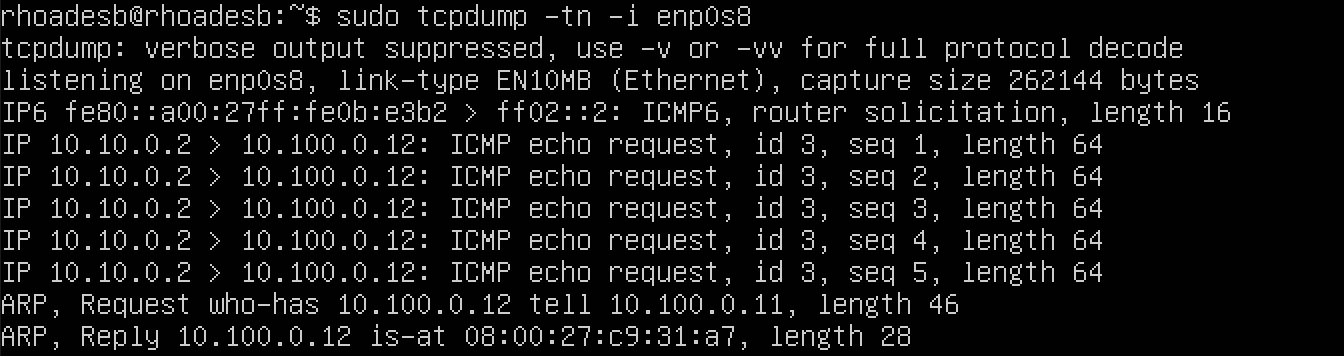 rhoadesb@rhoadesb:~$ sudo tcpdump -tn -i enp0s8
tcpdump: verbose output suppressed, use -v or -vv for full protocol decode
listening on enp0s8, link-type EN10MB (Ethernet), capture size 262144 bytes
IP6 fe80::a00:27ff:fe0b:e3b2 > ff02::2: ICMP6, router solicitation, length 16
IP 10.10.0.2 > 10.100.0.12: ICMP echo request, id 3, seq 1, length 64
IP 10.10.0.2 > 10.100.0.12: ICMP echo request, id 3, seq 2, length 64
IP 10.10.0.2 > 10.100.0.12: ICMP echo request, id 3, seq 3, length 64
IP 10.10.0.2 > 10.100.0.12: ICMP echo request, id 3, seq 4, length 64
IP 10.10.0.2 > 10.100.0.12: ICMP echo request, id 3, seq 5, length 64
ARP, Request who-has 10.100.0.12 tell 10.100.0.11, length 46
ARP, Reply 10.100.0.12 is-at 08:00:27:c9:31:a7, length 28